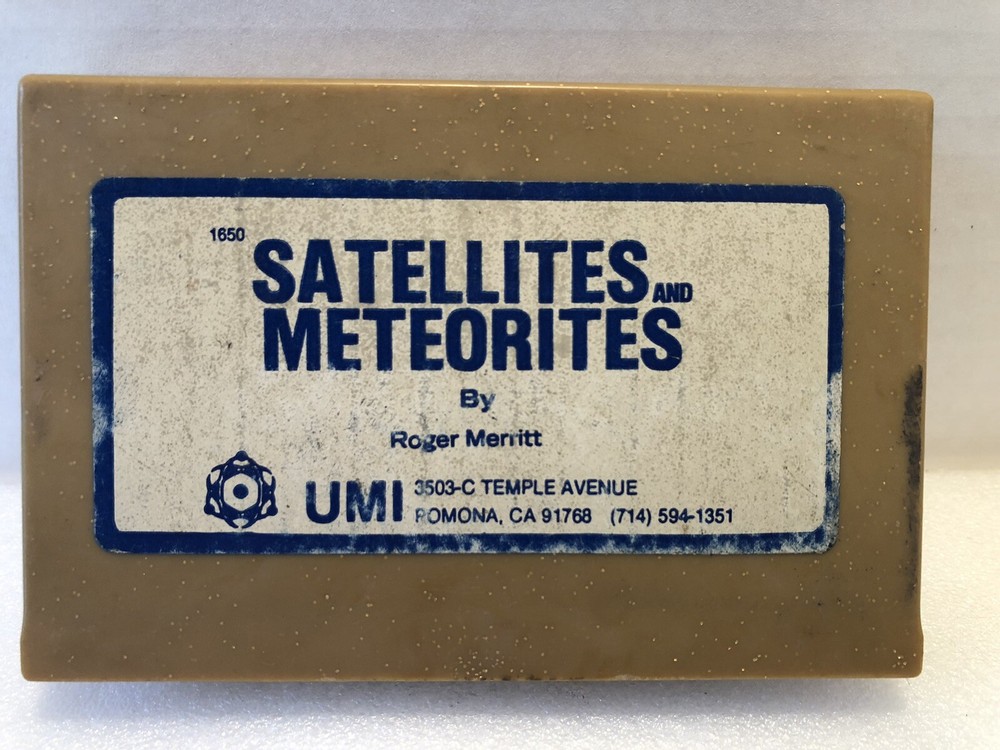 1650
SATELLITES AND
METEORITES
By
Roger Merritt
UMI 3503-C TEMPLE AVENUE
POMONA, CA 91768 (714) 594-1351